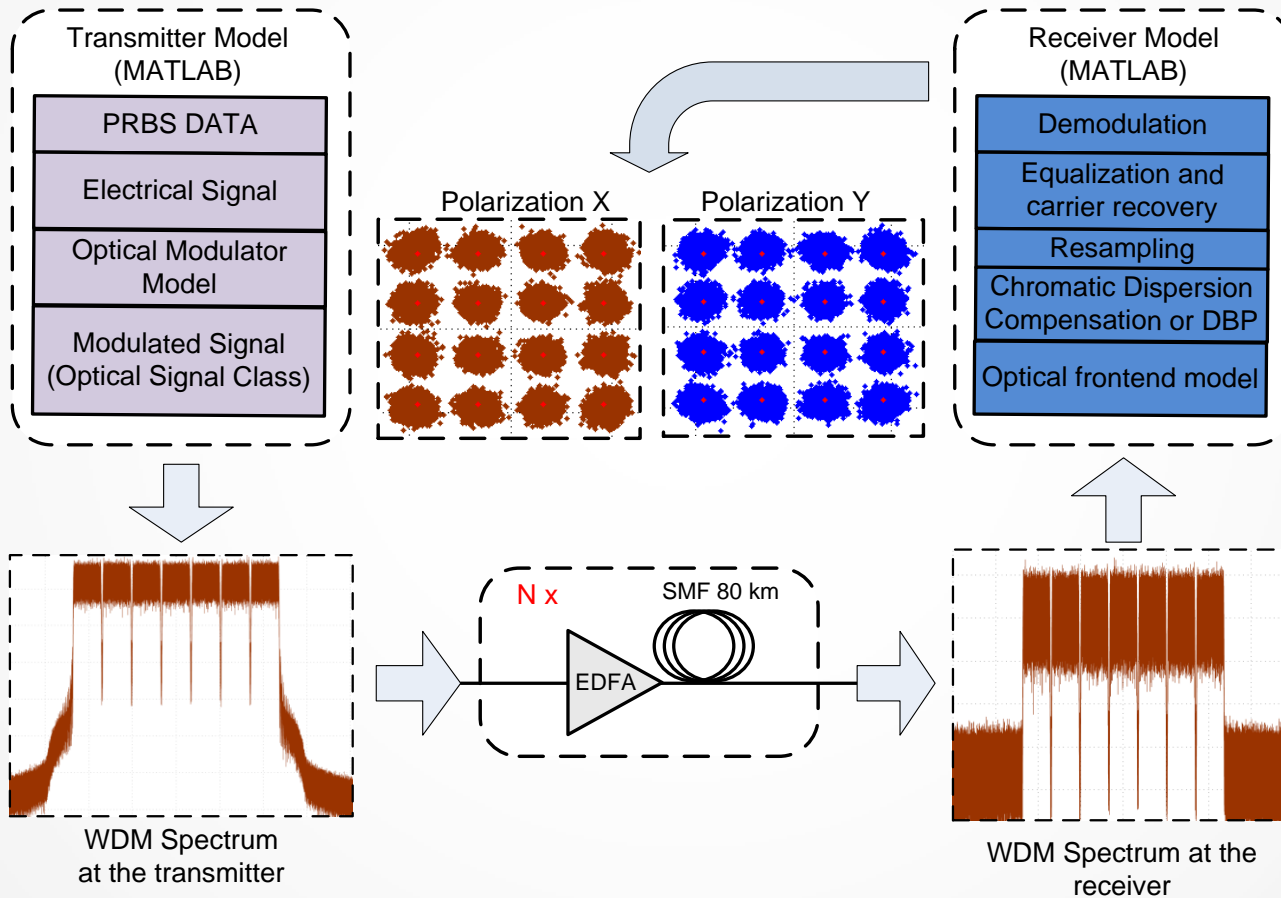 Transmitter Model
(MATLAB)
PRBS DATA
Electrical Signal
Optical Modulator
Model
Modulated Signal
(Optical Signal Class)
Polarization X
Polarization Y
Receiver Model
(MATLAB)
Demodulation
Equalization and
carrier recovery
Resampling
Chromatic Dispersion
Compensation or DBP
Optical frontend model
WDM Spectrum
at the transmitter
N x
SMF 80 km
EDFA
WDM Spectrum at the
receiver